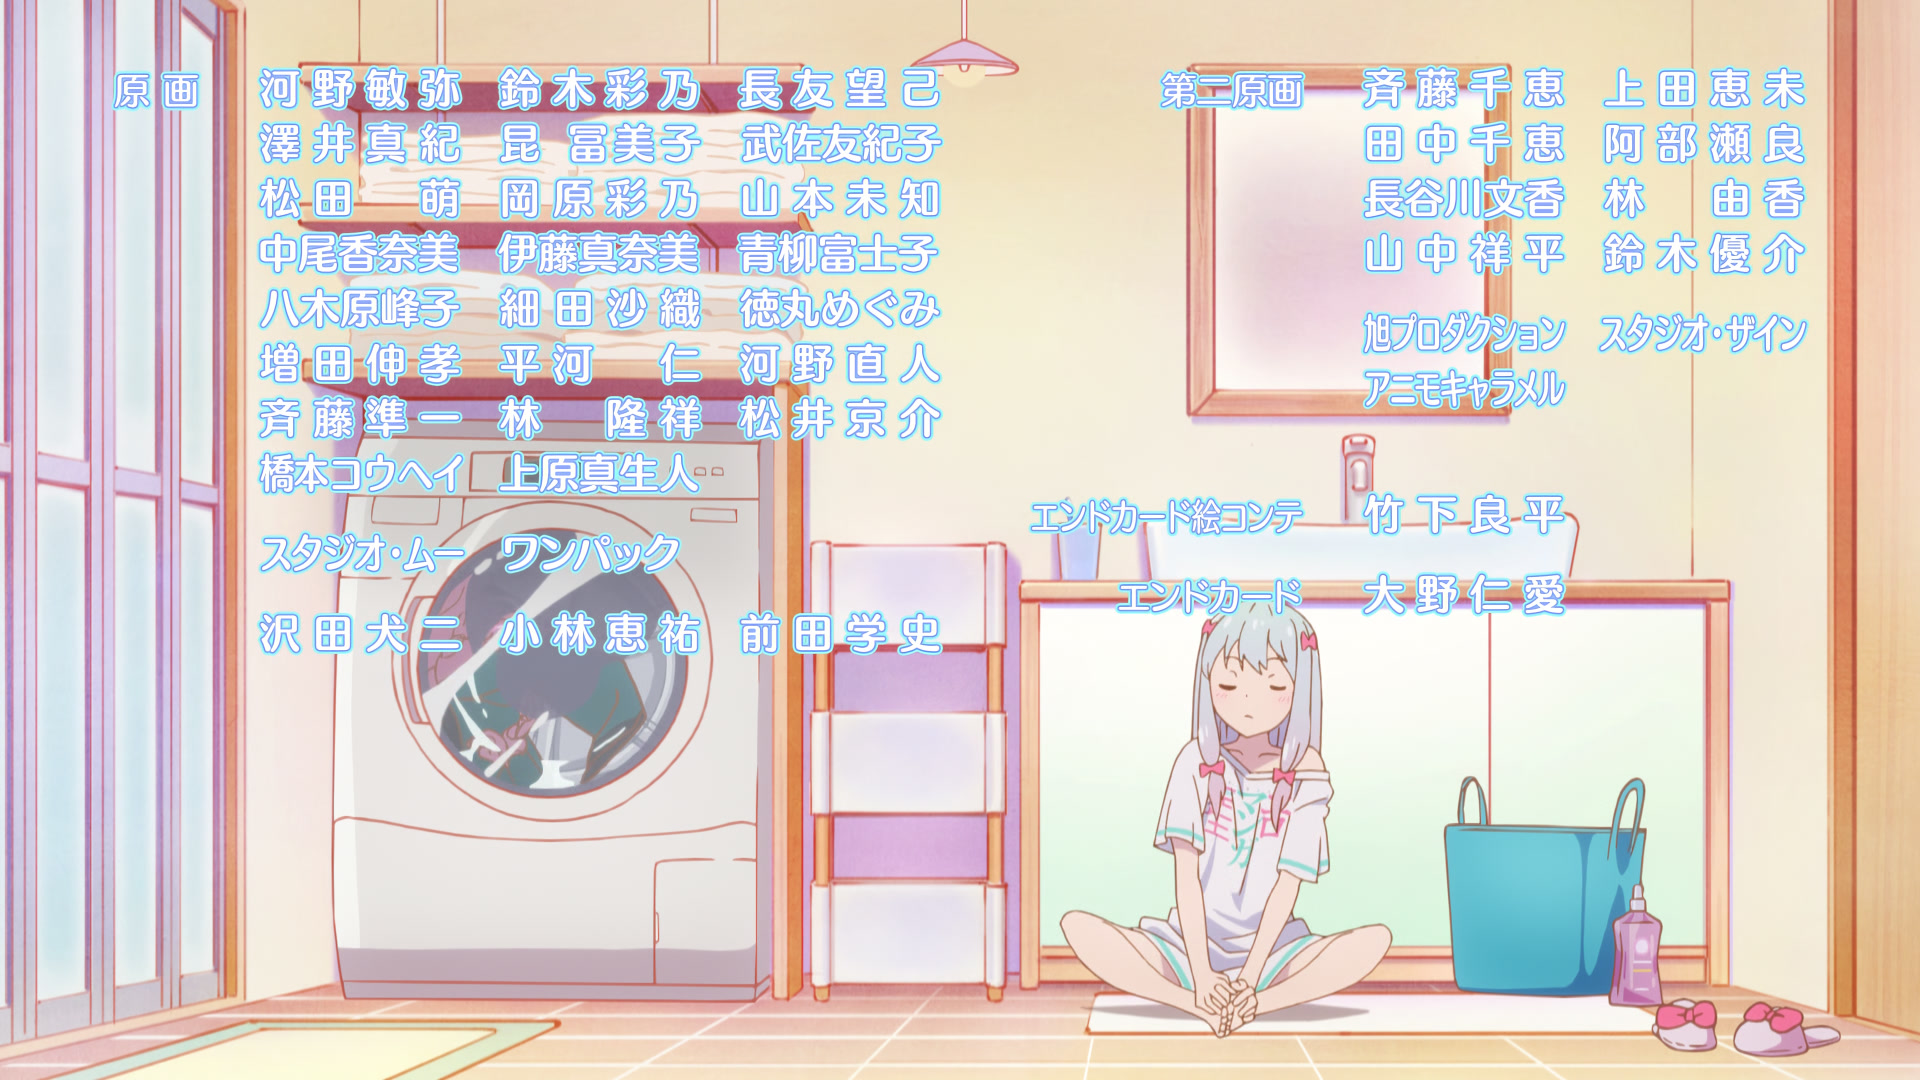 原画 河野敏弥 鈴木彩乃 長友望己
澤井真紀 昆 冨美子 武佐友紀子
松田 萌 岡原彩乃 山本未知
中尾香奈美 伊藤真奈美 青柳富士子
八木原峰子 細田沙織 徳丸めぐみ
増田伸孝 平河 仁 河野直人
斉藤準一 林 隆祥 松井京介
橋本コウヘイ 上原真生人
スタジオ・ムー ワンパック
沢田犬二 小林恵祐 前田学史
第二原画 斉藤千恵 上田恵未
田中千恵 阿部瀬良
長谷川文香 林 由香
山中祥平 鈴木優介
旭プロダクション スタジオ・ザイン
アニモキャラメル
エンドカード絵コンテ 竹下良平
エンドカード 大野仁愛